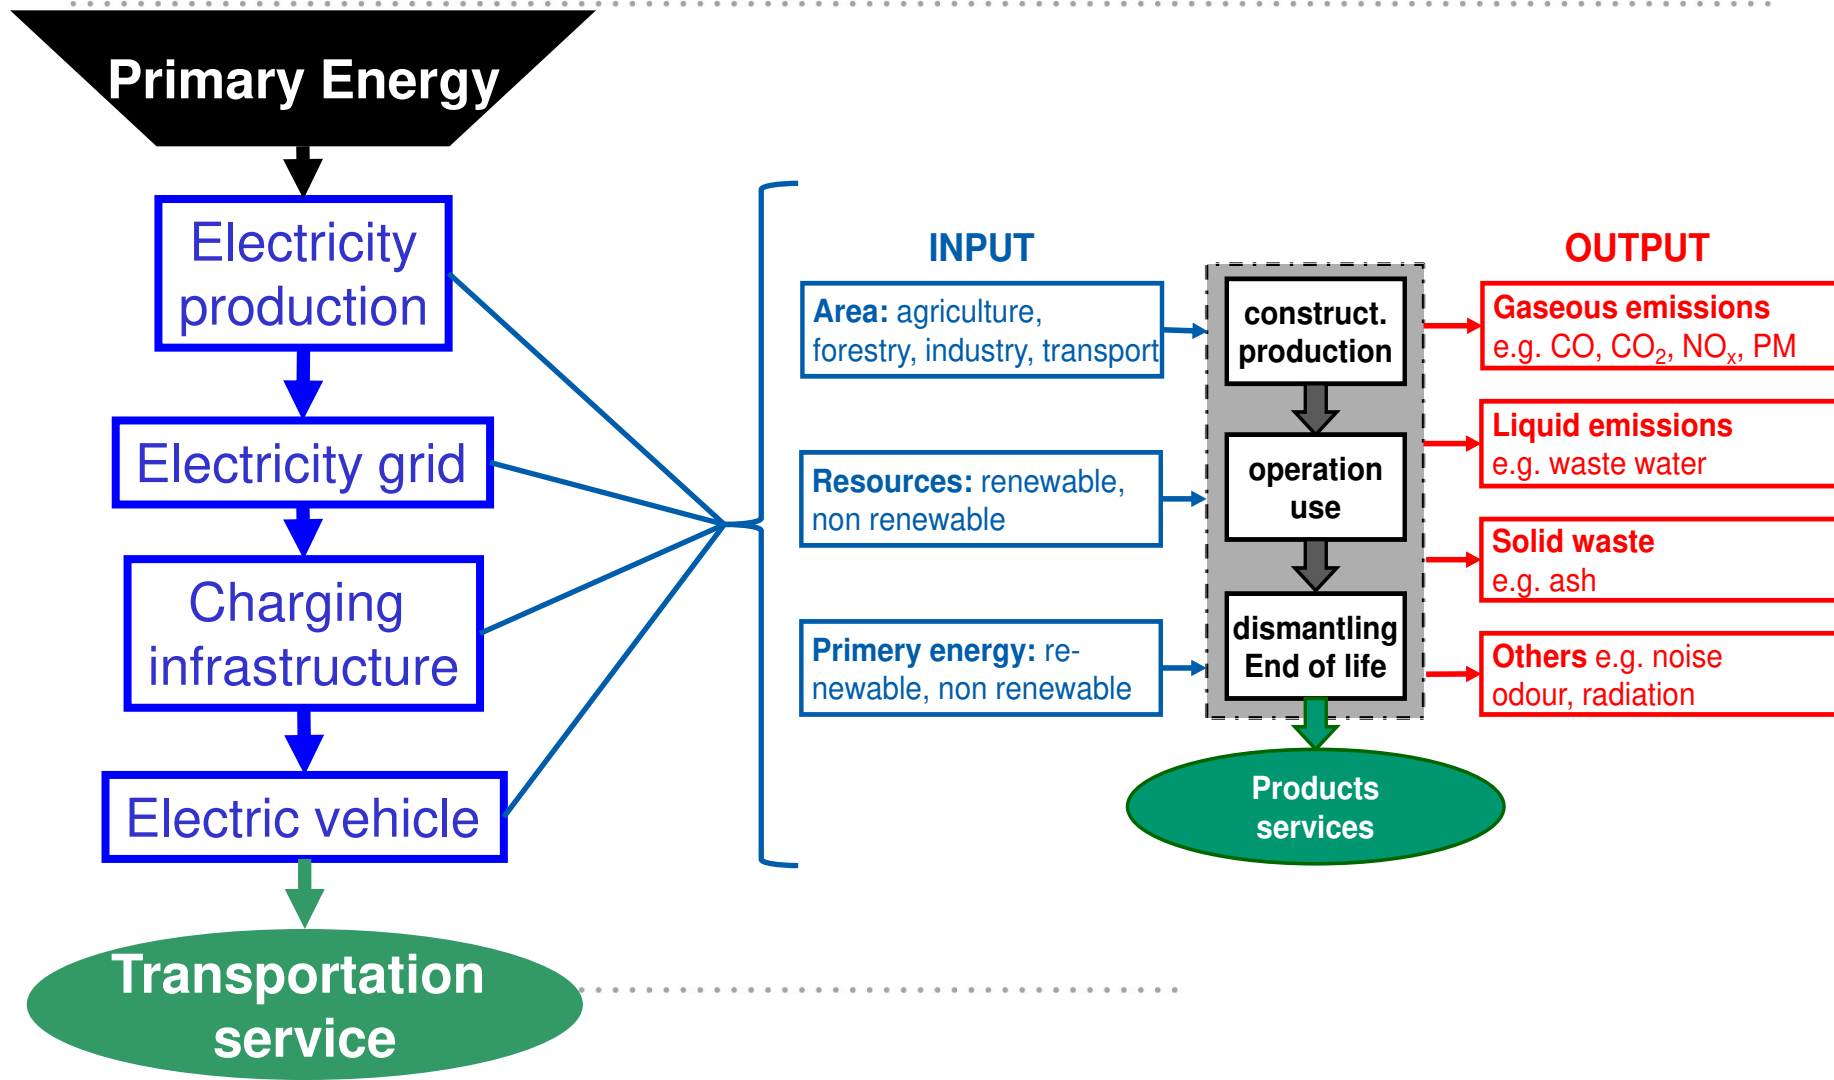 Primary Energy
Electricity
production
Electricity grid
Charging
infrastructure
Electric vehicle
Transportation
service
INPUT
Area: agriculture,
forestry, industry, transport
Resources: renewable,
non renewable
Primery energy: re-
newable, non renewable
construct.
production
operation
use
dismantling
End of life
Products
services
OUTPUT
Gaseous emissions
e.g. CO, CO₂, NOₓ, PM
Liquid emissions
e.g. waste water
Solid waste
e.g. ash
Others e.g. noise
odour, radiation